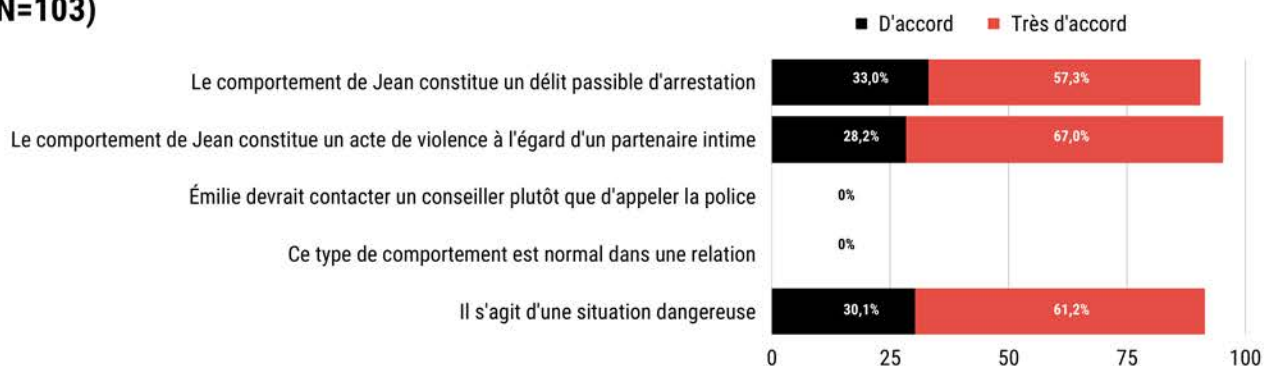 N=103)
D'accord Très d'accord
Le comportement de Jean constitue un délit passible d'arrestation 33,0% 57,3%
Le comportement de Jean constitue un acte de violence à l'égard d'un partenaire intime 28,2% 67,0%
Émilie devrait contacter un conseiller plutôt que d'appeler la police 0%
Ce type de comportement est normal dans une relation 0%
Il s'agit d'une situation dangereuse 30,1% 61,2%
0 25 50 75 100